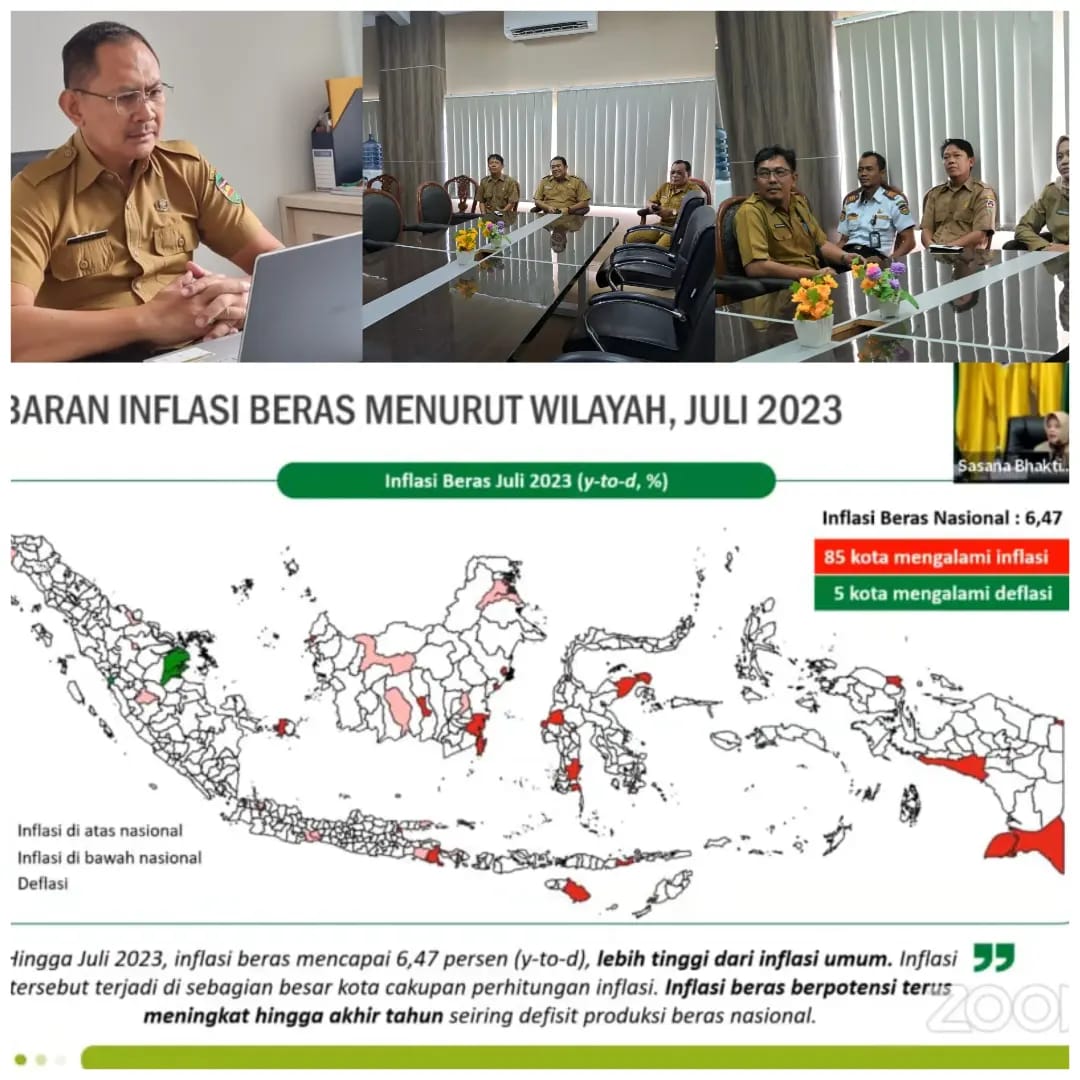 BARAN INFLASI BERAS MENURUT WILAYAH, JULI 2023
Sasana Bhakti..
Inflasi Beras Juli 2023 (y-to-d, %)
Inflasi Beras Nasional : 6,47
85 kota mengalami inflasi
5 kota mengalami deflasi
Inflasi di atas nasional
Inflasi di bawah nasional
Deflasi
Hingga Juli 2023, inflasi beras mencapai 6,47 persen (y-to-d), lebih tinggi dari inflasi umum. Inflasi
tersebut terjadi di sebagian besar kota cakupan perhitungan inflasi. Inflasi beras berpotensi terus
meningkat hingga akhir tahun seiring defisit produksi beras nasional.
zoom